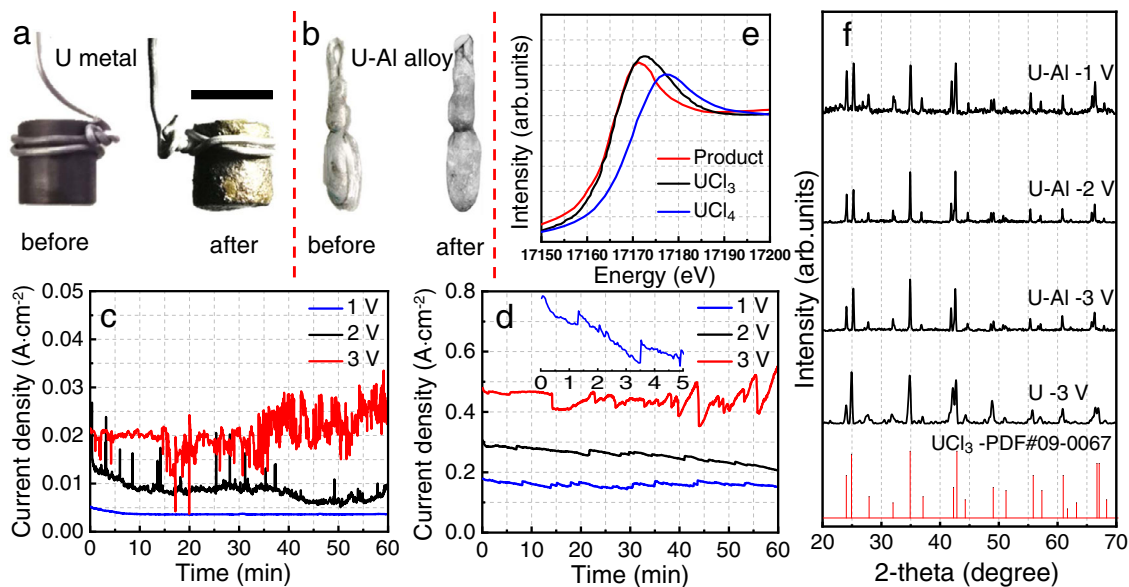 a
U metal
before
after
b
U-Al alloy
before
after
e
Intensity (arb.units)
Product
UCl₃
UCl₄
17150 17160 17170 17180 17190 17200
Energy (eV)
c
Current density (A·cm⁻²)
0.05
0.04
0.03
0.02
0.01
0.00
1 V
2 V
3 V
0 10 20 30 40 50 60
Time (min)
d
Current density (A·cm⁻²)
0.8
0.6
0.4
0.2
0.0
0 1 2 3 4 5
1 V
2 V
3 V
0 10 20 30 40 50 60
Time (min)
f
Intensity (arb.units)
U-Al -1 V
U-Al -2 V
U-Al -3 V
U -3 V
UCl₃ -PDF#09-0067
20 30 40 50 60 70
2-theta (degree)